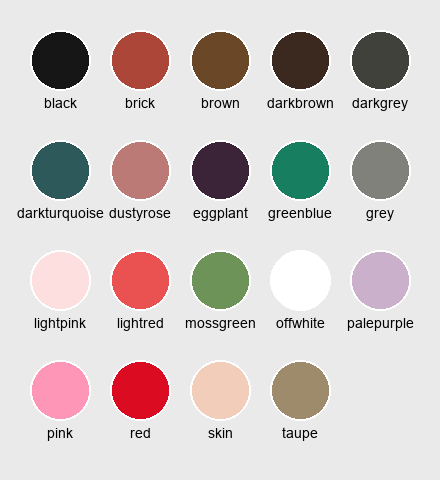 black brick brown darkbrown darkgrey
darkturquoise dustyrose eggplant greenblue grey
lightpink lightred mossgreen offwhite palepurple
pink red skin taupe